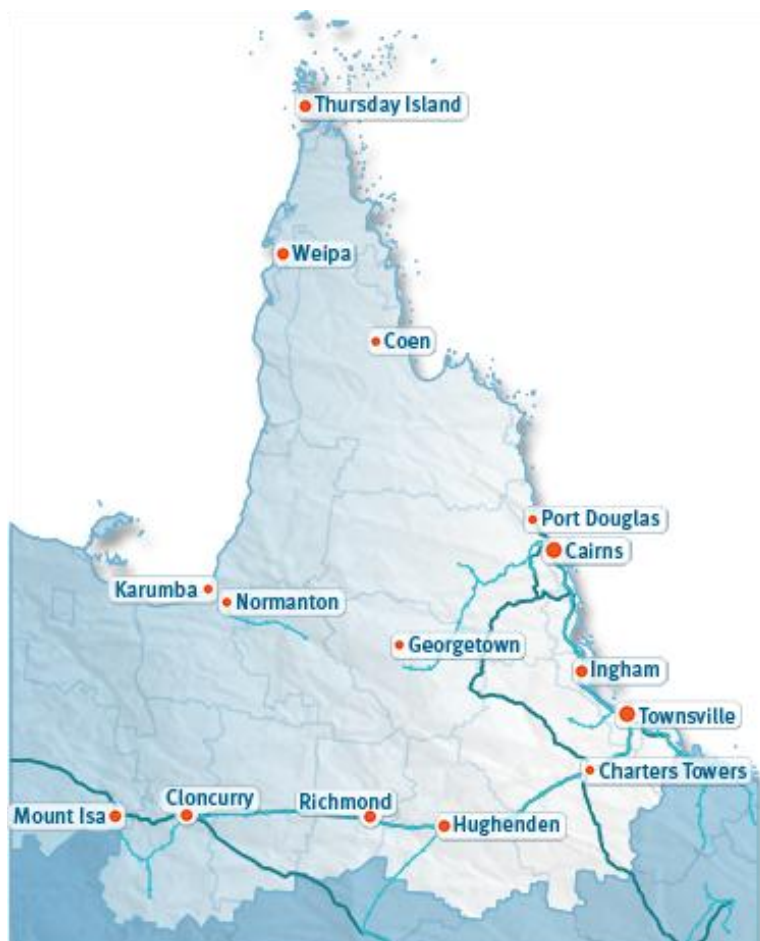 Thursday Island
Weipa
Coen
Port Douglas
Cairns
Karumba
Normanton
Georgetown
Ingham
Townsville
Charters Towers
Cloncurry
Richmond
Mount Isa
Hughenden